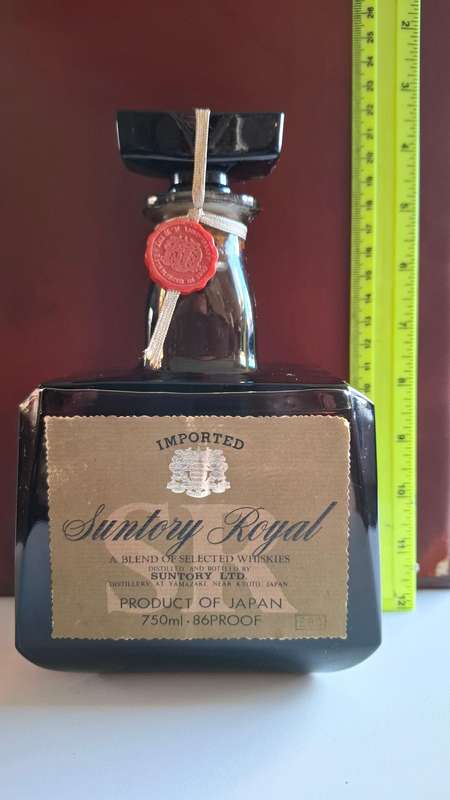 IMPORTED
SR
Suntory Royal
A BLEND OF SELECTED WHISKIES
DISTILLED AND BOTTLED BY
SUNTORY LTD.
DISTILLERY AT YAMAZAKI, NEAR KYOTO, JAPAN.
PRODUCT OF JAPAN
750ml · 86PROOF